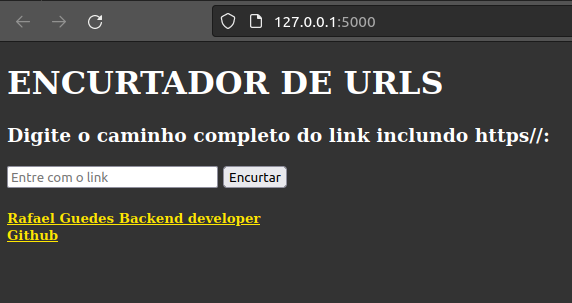 127.0.0.1:5000
ENCURTADOR DE URLS
Digite o caminho completo do link inclundo https//:
Entre com o link
Encurtar
Rafael Guedes Backend developer
Github